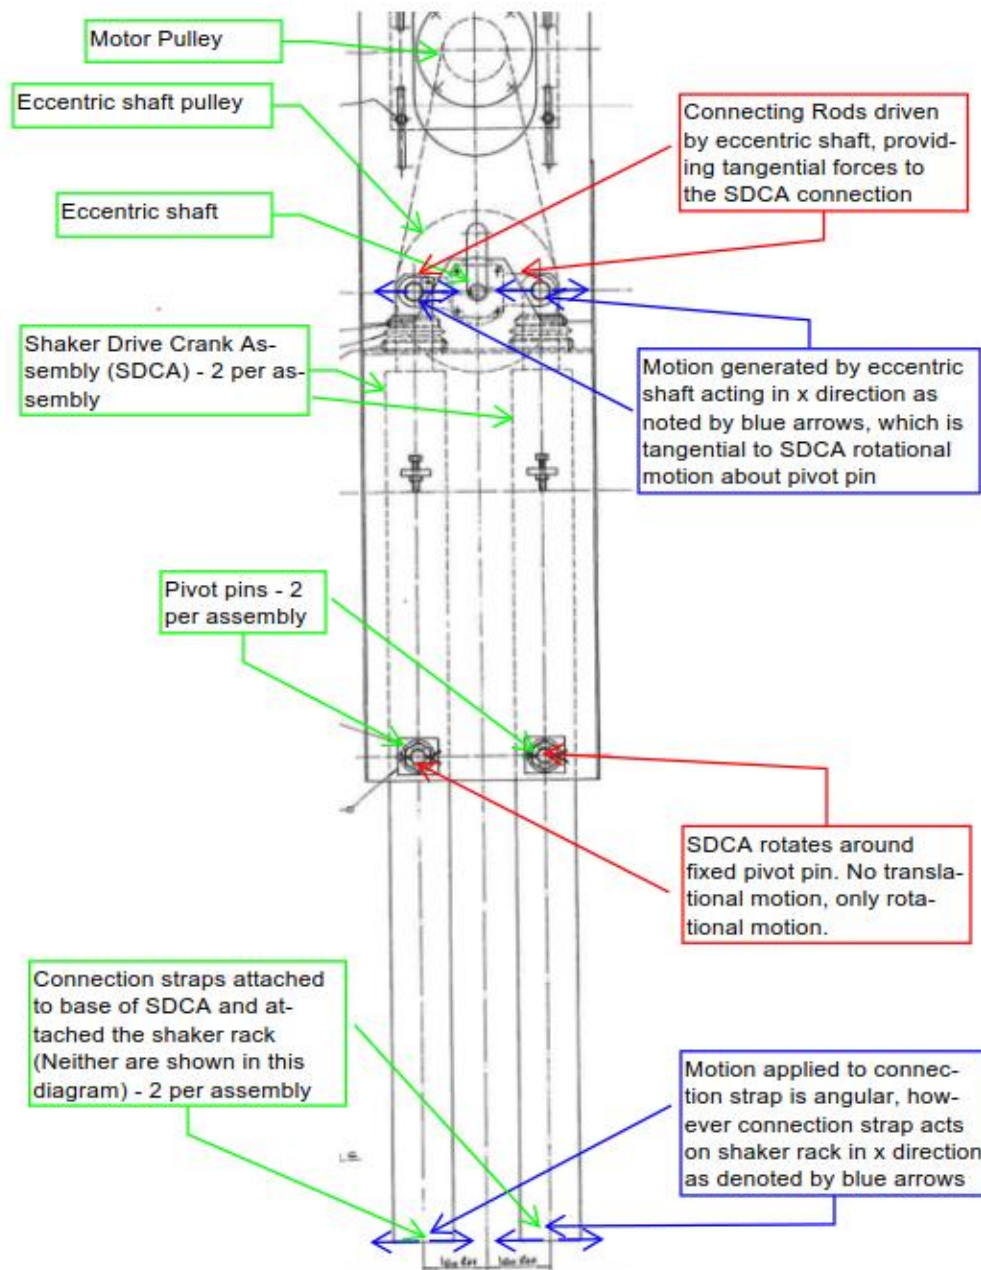 Motor Pulley
Eccentric shaft pulley
Eccentric shaft
Connecting Rods driven
by eccentric shaft, provid-
ing tangential forces to
the SDCA connection
Shaker Drive Crank As-
sembly (SDCA) - 2 per as-
sembly
Motion generated by eccentric
shaft acting in x direction as
noted by blue arrows, which is
tangential to SDCA rotational
motion about pivot pin
Pivot pins - 2
per assembly
SDCA rotates around
fixed pivot pin. No transla-
tional motion, only rota-
tional motion.
Connection straps attached
to base of SDCA and at-
tached the shaker rack
(Neither are shown in this
diagram) - 2 per assembly
Motion applied to connec-
tion strap is angular, how-
ever connection strap acts
on shaker rack in x direction
as denoted by blue arrows